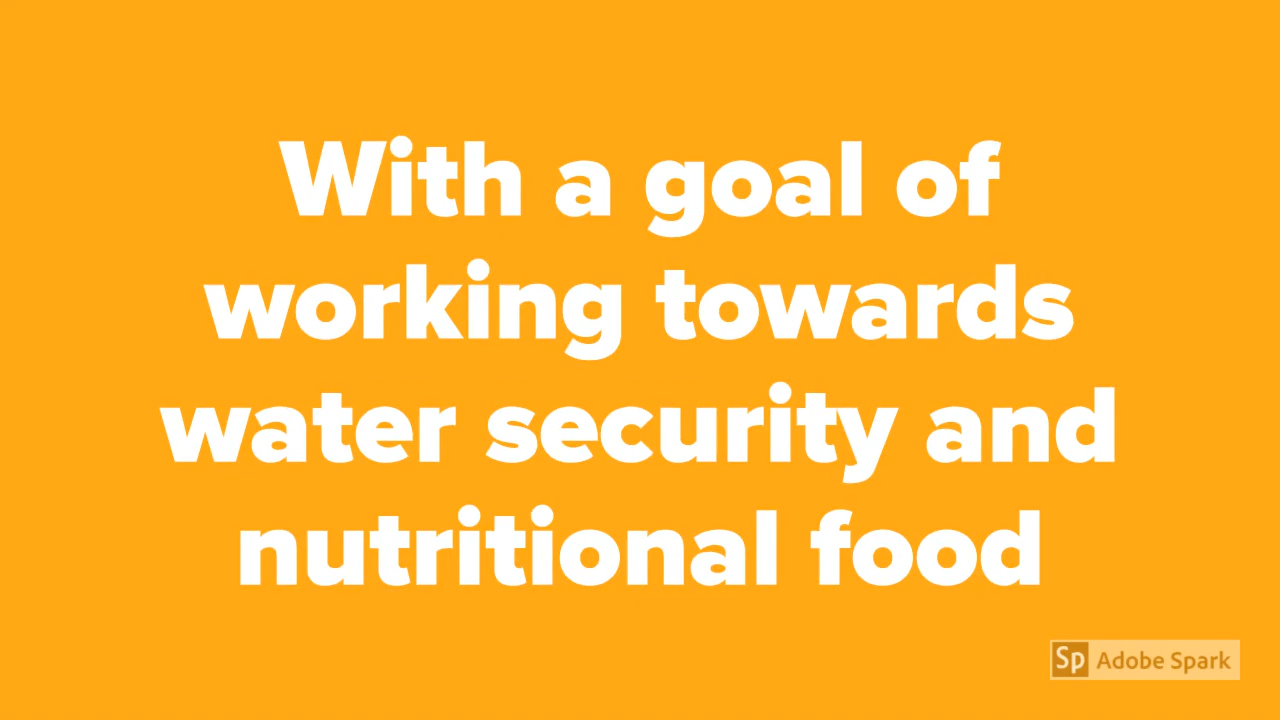 With a goal of
working towards
water security and
nutritional food
Sp Adobe Spark